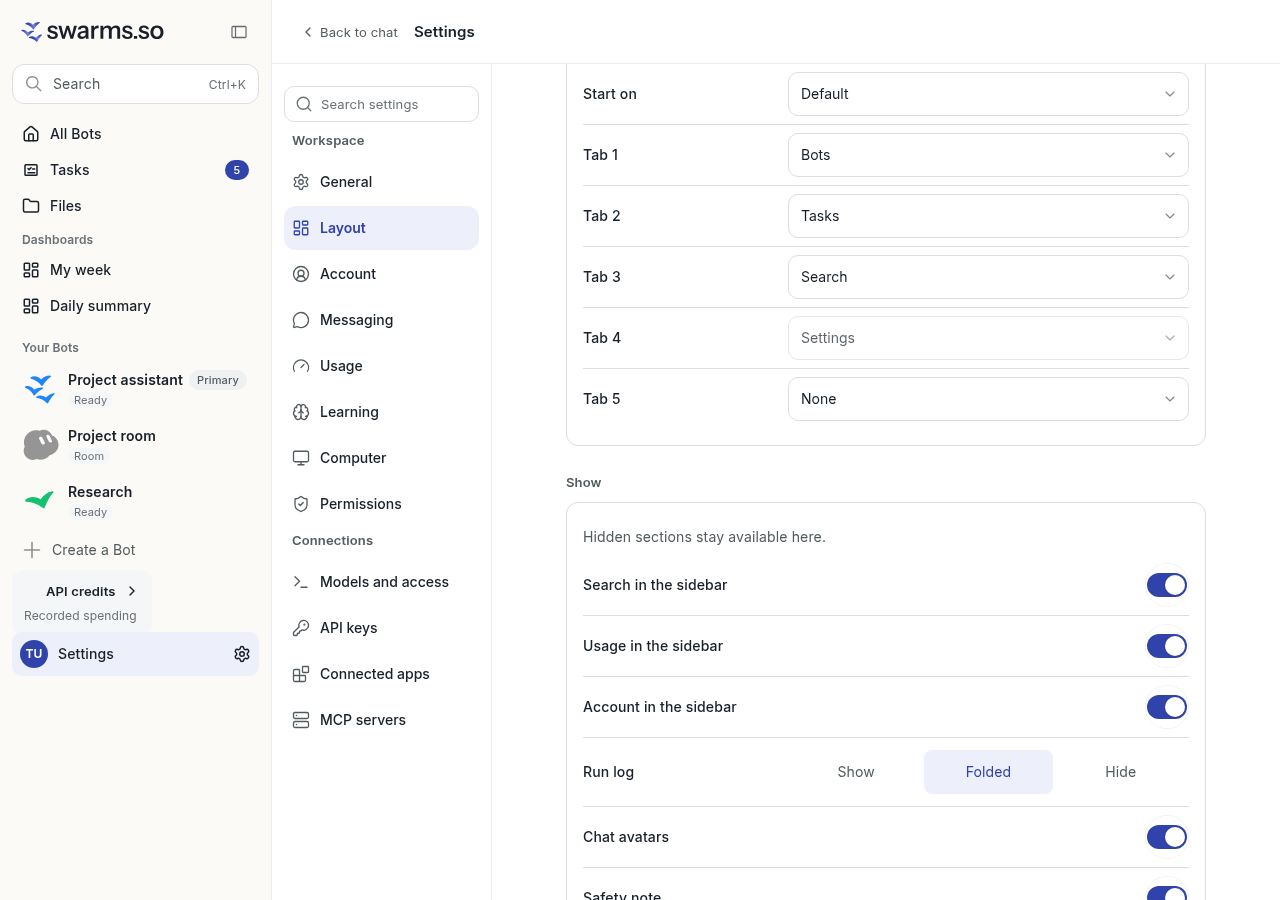 swarms.so
Search Ctrl+K
All Bots
Tasks 5
Files
Dashboards
My week
Daily summary
Your Bots
Project assistant Primary
Ready
Project room
Room
Research
Ready
Create a Bot
API credits
Recorded spending
TU Settings
Back to chat Settings
Search settings
Workspace
General
Layout
Account
Messaging
Usage
Learning
Computer
Permissions
Connections
Models and access
API keys
Connected apps
MCP servers
Start on Default
Tab 1 Bots
Tab 2 Tasks
Tab 3 Search
Tab 4 Settings
Tab 5 None
Show
Hidden sections stay available here.
Search in the sidebar
Usage in the sidebar
Account in the sidebar
Run log Show Folded Hide
Chat avatars
Safety note